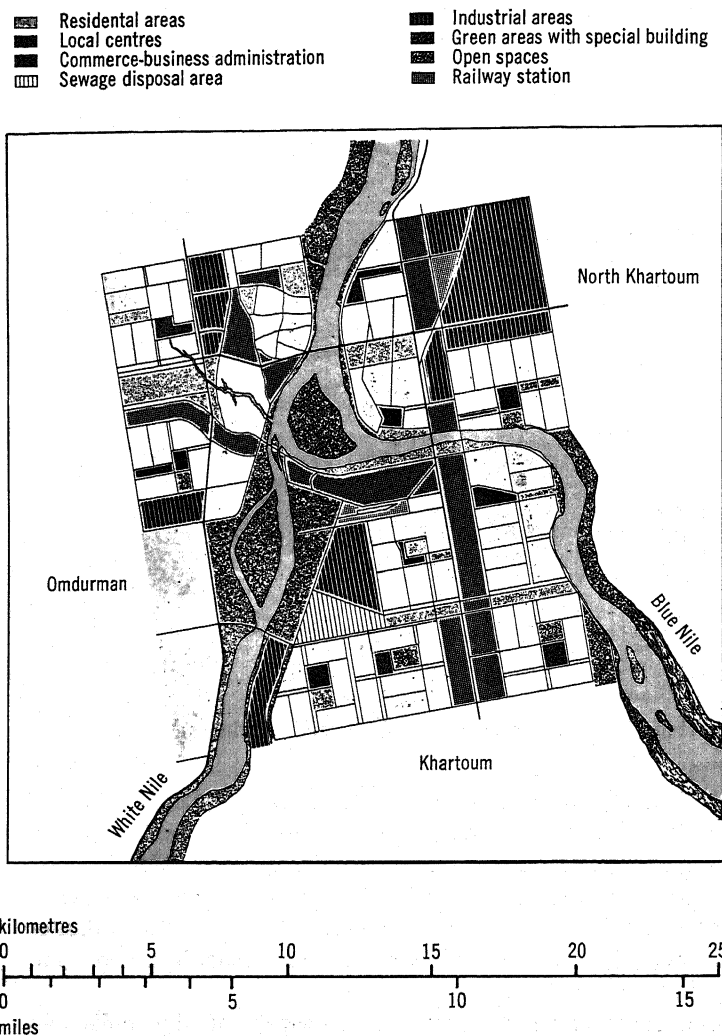 Residental areas
Local centres
Commerce-business administration
Sewage disposal area
Industrial areas
Green areas with special building
Open spaces
Railway station
North Khartoum
Omdurman
Blue Nile
Khartoum
White Nile
kilometres
0 5 10 15 20 25
0 5 10 15
miles